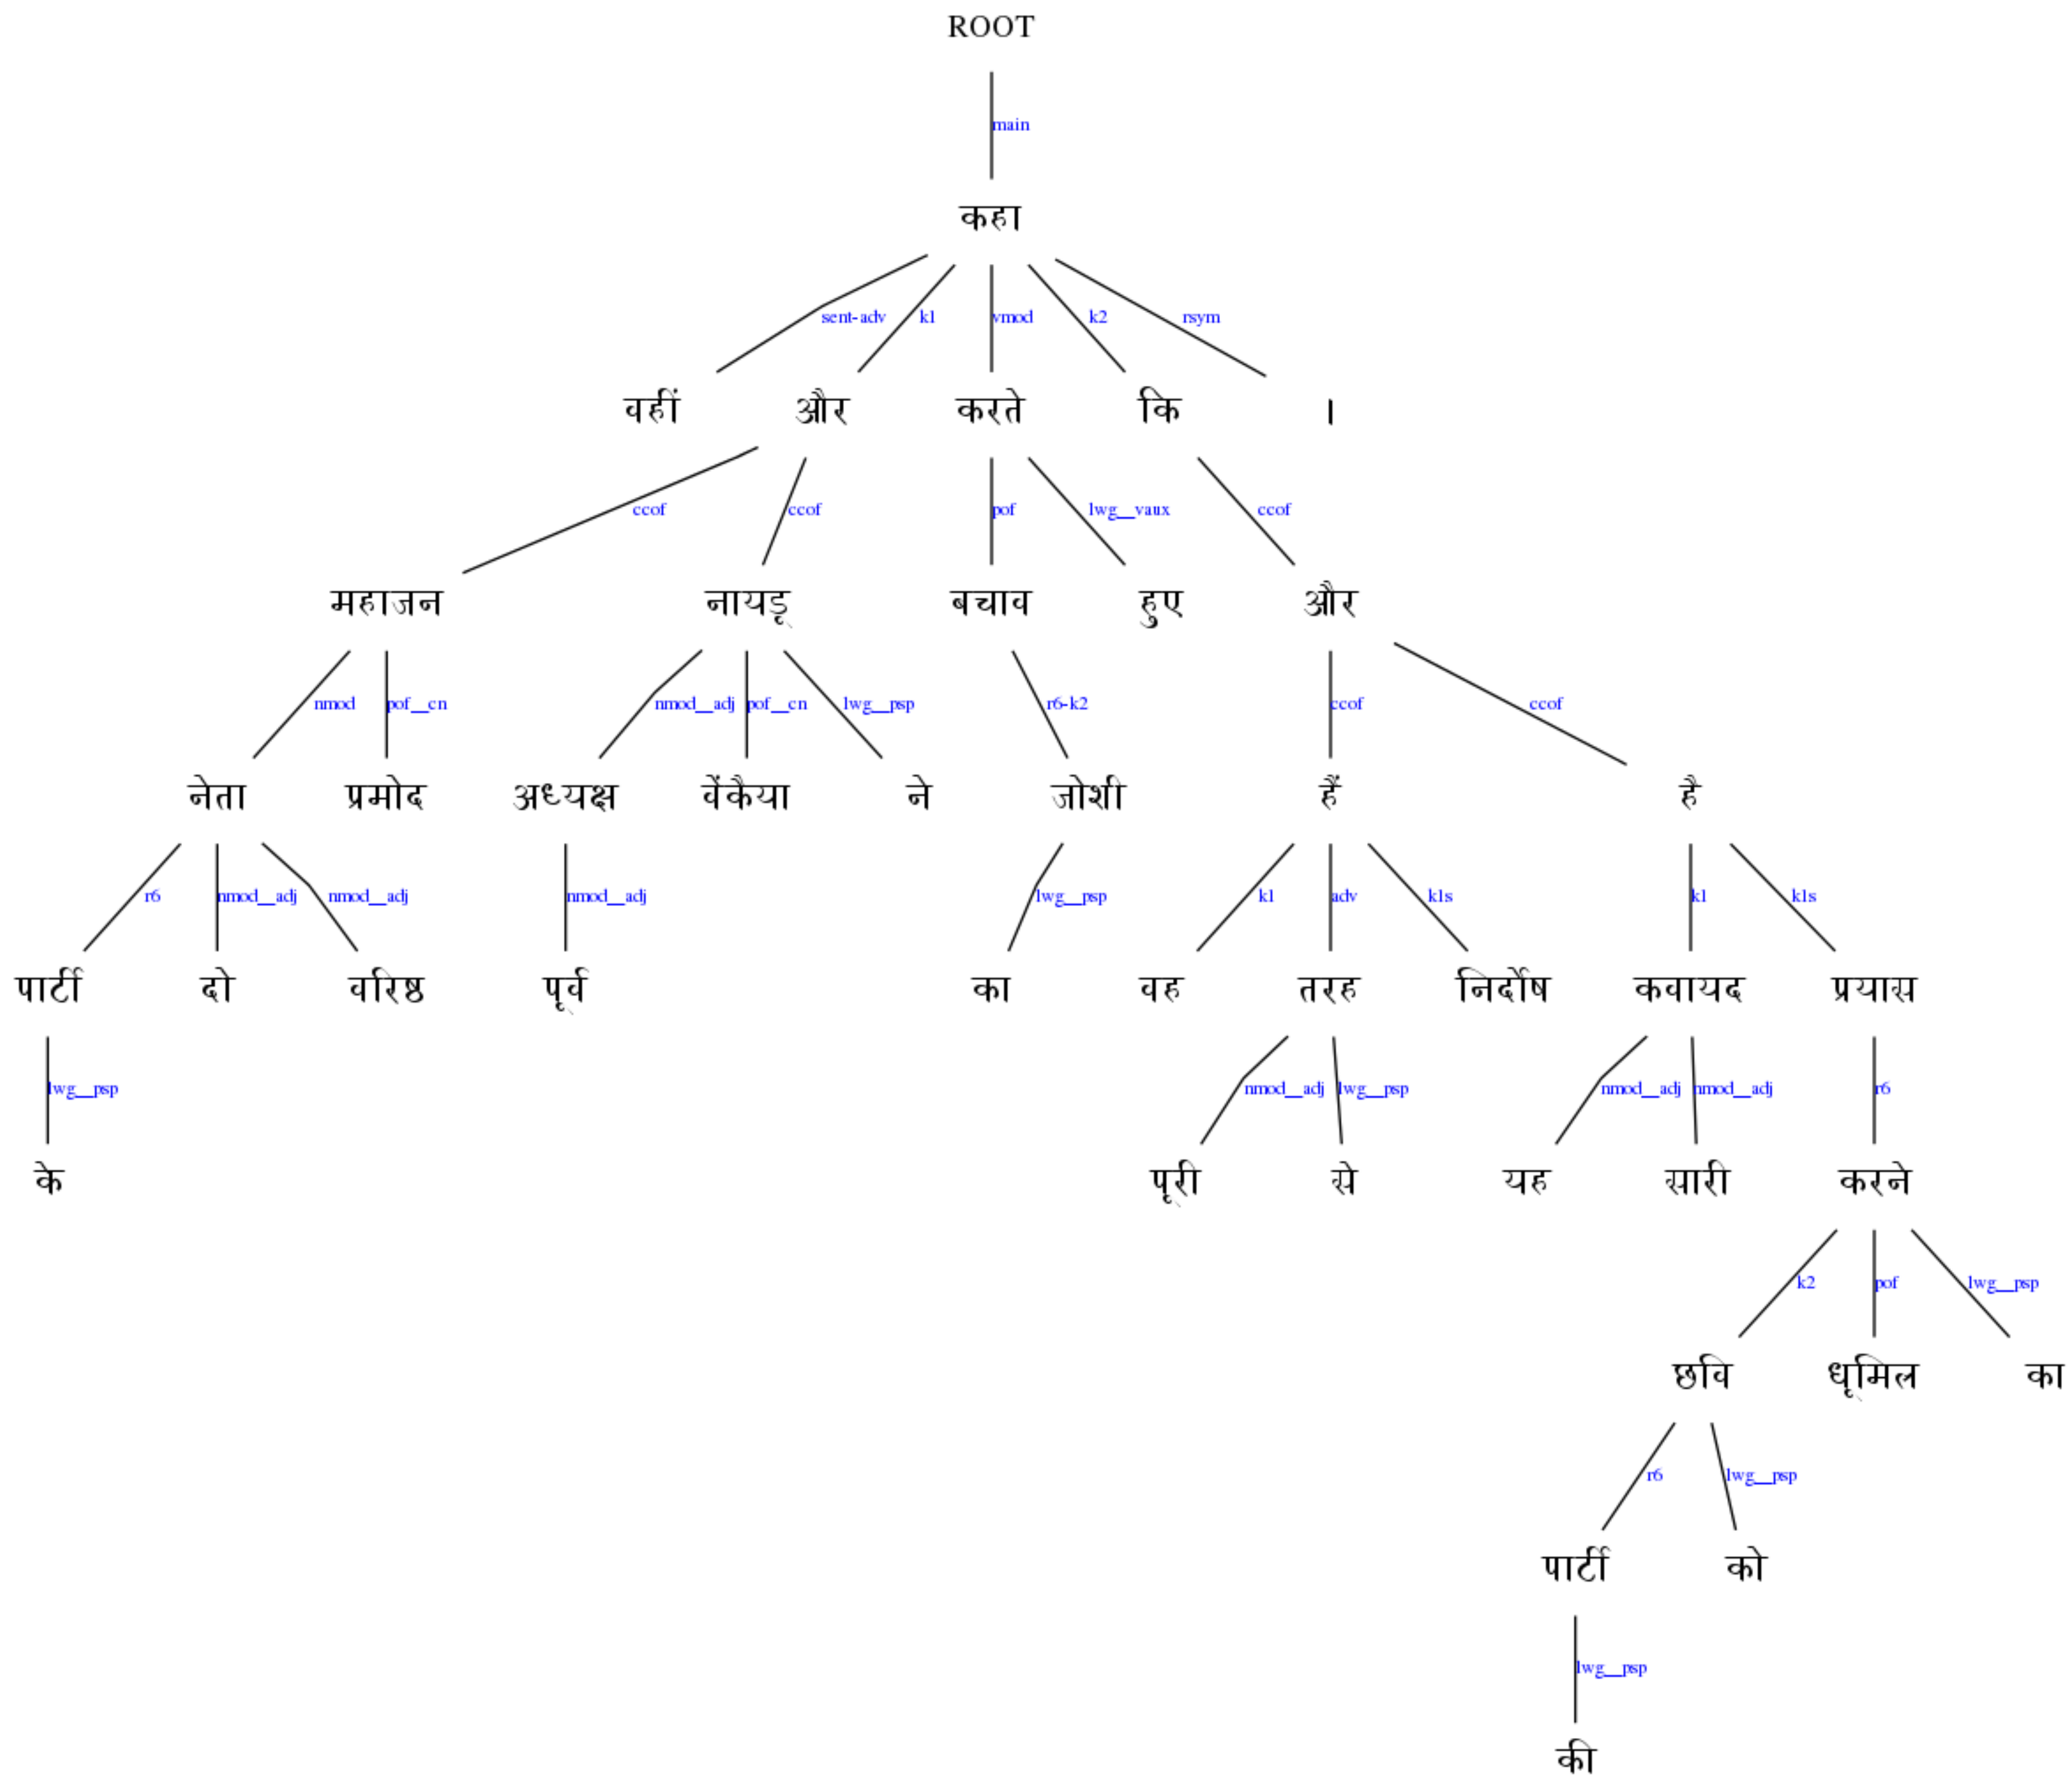 ROOT
main
कहा
sent-adv k1 vmod k2 rsym
वहीं और करते कि ।
ccof ccof pof lwg__vaux ccof
महाजन नायडू बचाव हुए और
nmod pof__cn nmod__adj pof__cn lwg__psp r6-k2 ccof ccof
नेता प्रमोद अध्यक्ष वेंकैया ने जोशी हैं है
r6 nmod__adj nmod__adj nmod__adj lwg__psp k1 adv k1s k1 k1s
पार्टी दो वरिष्ठ पूर्व का वह तरह निर्दोष कवायद प्रयास
lwg__psp nmod__adj lwg__psp nmod__adj nmod__adj r6
के पूरी से यह सारी करने
k2 pof lwg__psp
छवि धूमिल का
r6 lwg__psp
पार्टी को
lwg__psp
की